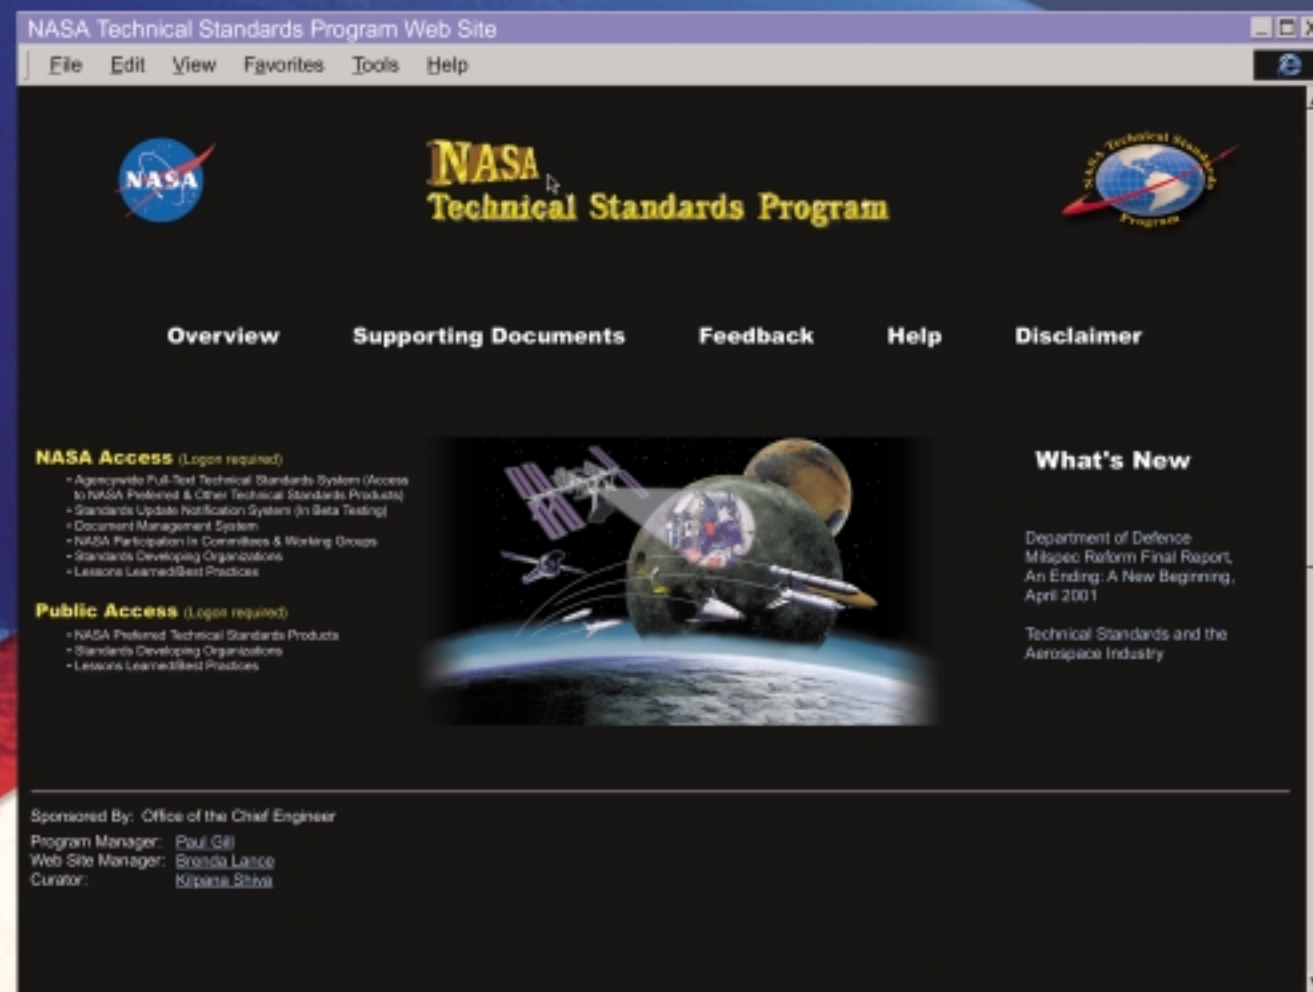 NASA Technical Standards Program Web Site
File Edit View Favorites Tools Help
NASA
NASA
Technical Standards Program
NASA Technical Standards
Program
Overview Supporting Documents Feedback Help Disclaimer
NASA Access (Logon required)
• Agencywide Full-Text Technical Standards System (Access
to NASA Preferred & Other Technical Standards Products)
• Standards Update Notification System (In Beta Testing)
• Document Management System
• NASA Participation In Committees & Working Groups
• Standards Developing Organizations
• Lessons Learned/Best Practices
Public Access (Logon required)
• NASA Preferred Technical Standards Products
• Standards Developing Organizations
• Lessons Learned/Best Practices
What's New
Department of Defence
Milspec Reform Final Report,
An Ending: A New Beginning,
April 2001
Technical Standards and the
Aerospace Industry
Sponsored By: Office of the Chief Engineer
Program Manager: Paul Gill
Web Site Manager: Brenda Lance
Curator: Kilpana Shiva